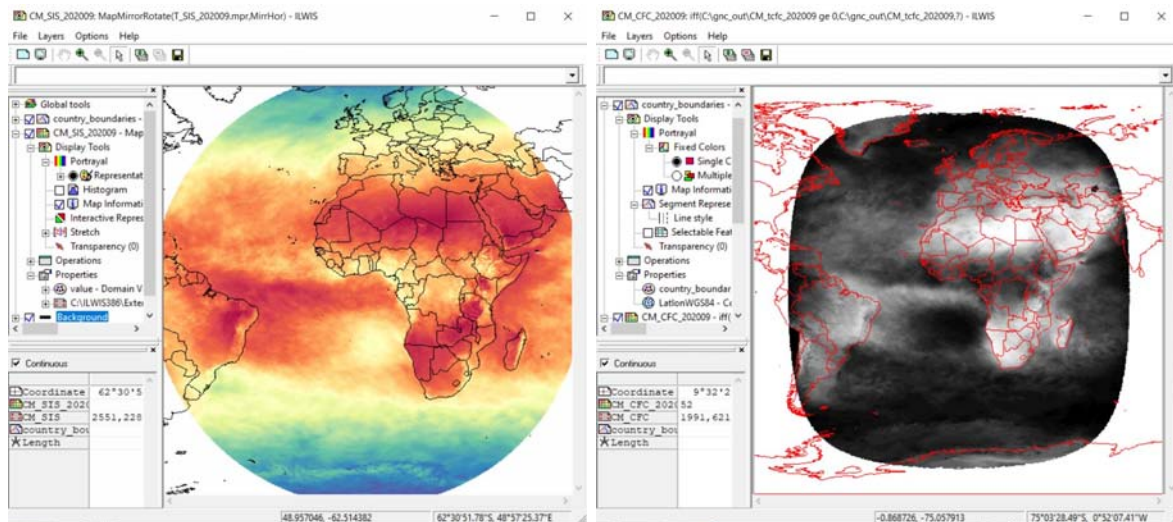 CM_SIS_202009: MapMirrorRotate(T_SIS_202009.mpr,MirrHor) - ILWIS
File Layers Options Help
Global tools
country_boundaries -
CM_SIS_202009 - Map
Display Tools
Portrayal
Representat
Histogram
Map Informati
Interactive Repres
Stretch
Transparency (0)
Operations
Properties
value - Domain V
C:\ILWIS386\Exter
Background
Continuous
Coordinate 62°30'5
CM_SIS_2020
CM_SIS 2551,228
country_bou
Length
48.957046, -62.514382 62°30'51.78"S, 48°57'25.37"E
CM_CFC_202009: iff(C:\gnc_out\CM_tcfc_202009 ge 0,C:\gnc_out\CM_tcfc_202009,?) - ILWIS
File Layers Options Help
country_boundaries -
Display Tools
Portrayal
Fixed Colors
Single C
Multiple
Map Informatio
Segment Represe
Line style
Selectable Feat
Transparency (0)
Operations
Properties
country_boundar
LatlonWGS84 - Co
CM_CFC_202009 - iff(
Continuous
Coordinate 9°32'2
CM_CFC_2020 52
CM_CFC 1991,621
country_bou
Length
-0.868726, -75.057913 75°03'28.49"S, 0°52'07.41"W